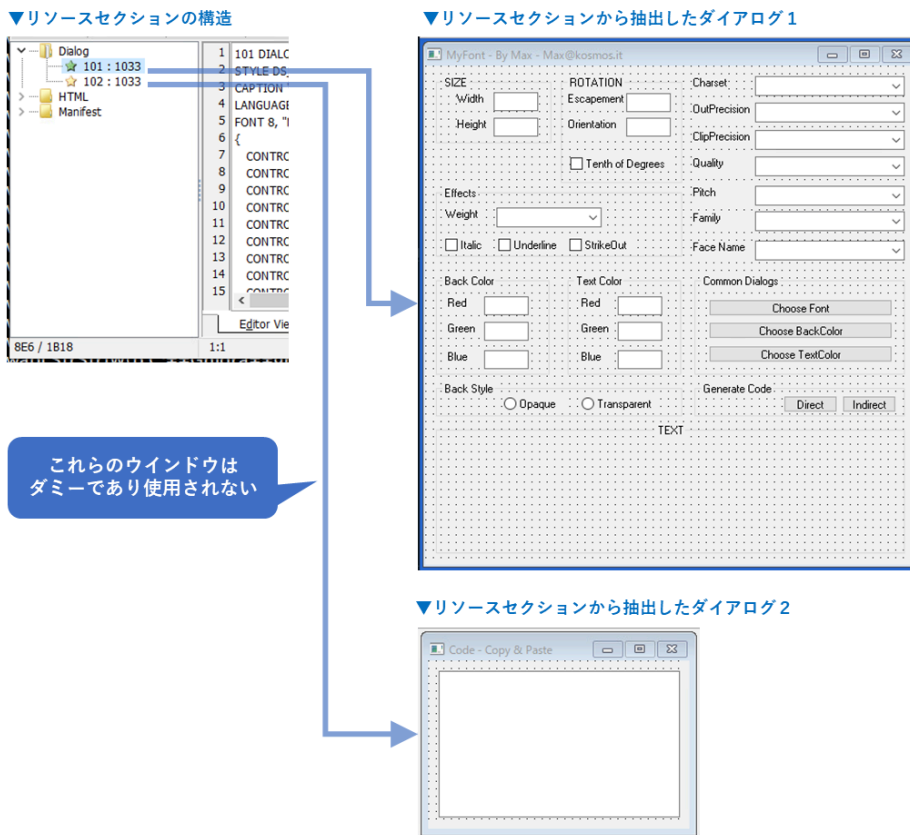 ▼リソースセクションの構造
Dialog
101 : 1033
102 : 1033
HTML
Manifest
1 101 DIALO
2 STYLE DS_
3 CAPTION
4 LANGUAGE
5 FONT 8,
6 {
7 CONTRO
8 CONTRO
9 CONTRO
10 CONTRO
11 CONTRO
12 CONTRO
13 CONTRO
14 CONTRO
15 CONTRO
Editor Vie
8E6 / 1B18
1:1
これらのウインドウは
ダミーであり使用されない
▼リソースセクションから抽出したダイアログ１
MyFont - By Max - Max@kosmos.it
SIZE
Width
Height
ROTATION
Escapement
Orientation
Tenth of Degrees
Charset
OutPrecision
ClipPrecision
Quality
Pitch
Family
Face Name
Effects
Weight
Italic Underline StrikeOut
Back Color
Red
Green
Blue
Text Color
Red
Green
Blue
Common Dialogs
Choose Font
Choose BackColor
Choose TextColor
Back Style
Opaque Transparent
Generate Code
Direct Indirect
TEXT
▼リソースセクションから抽出したダイアログ２
Code - Copy & Paste